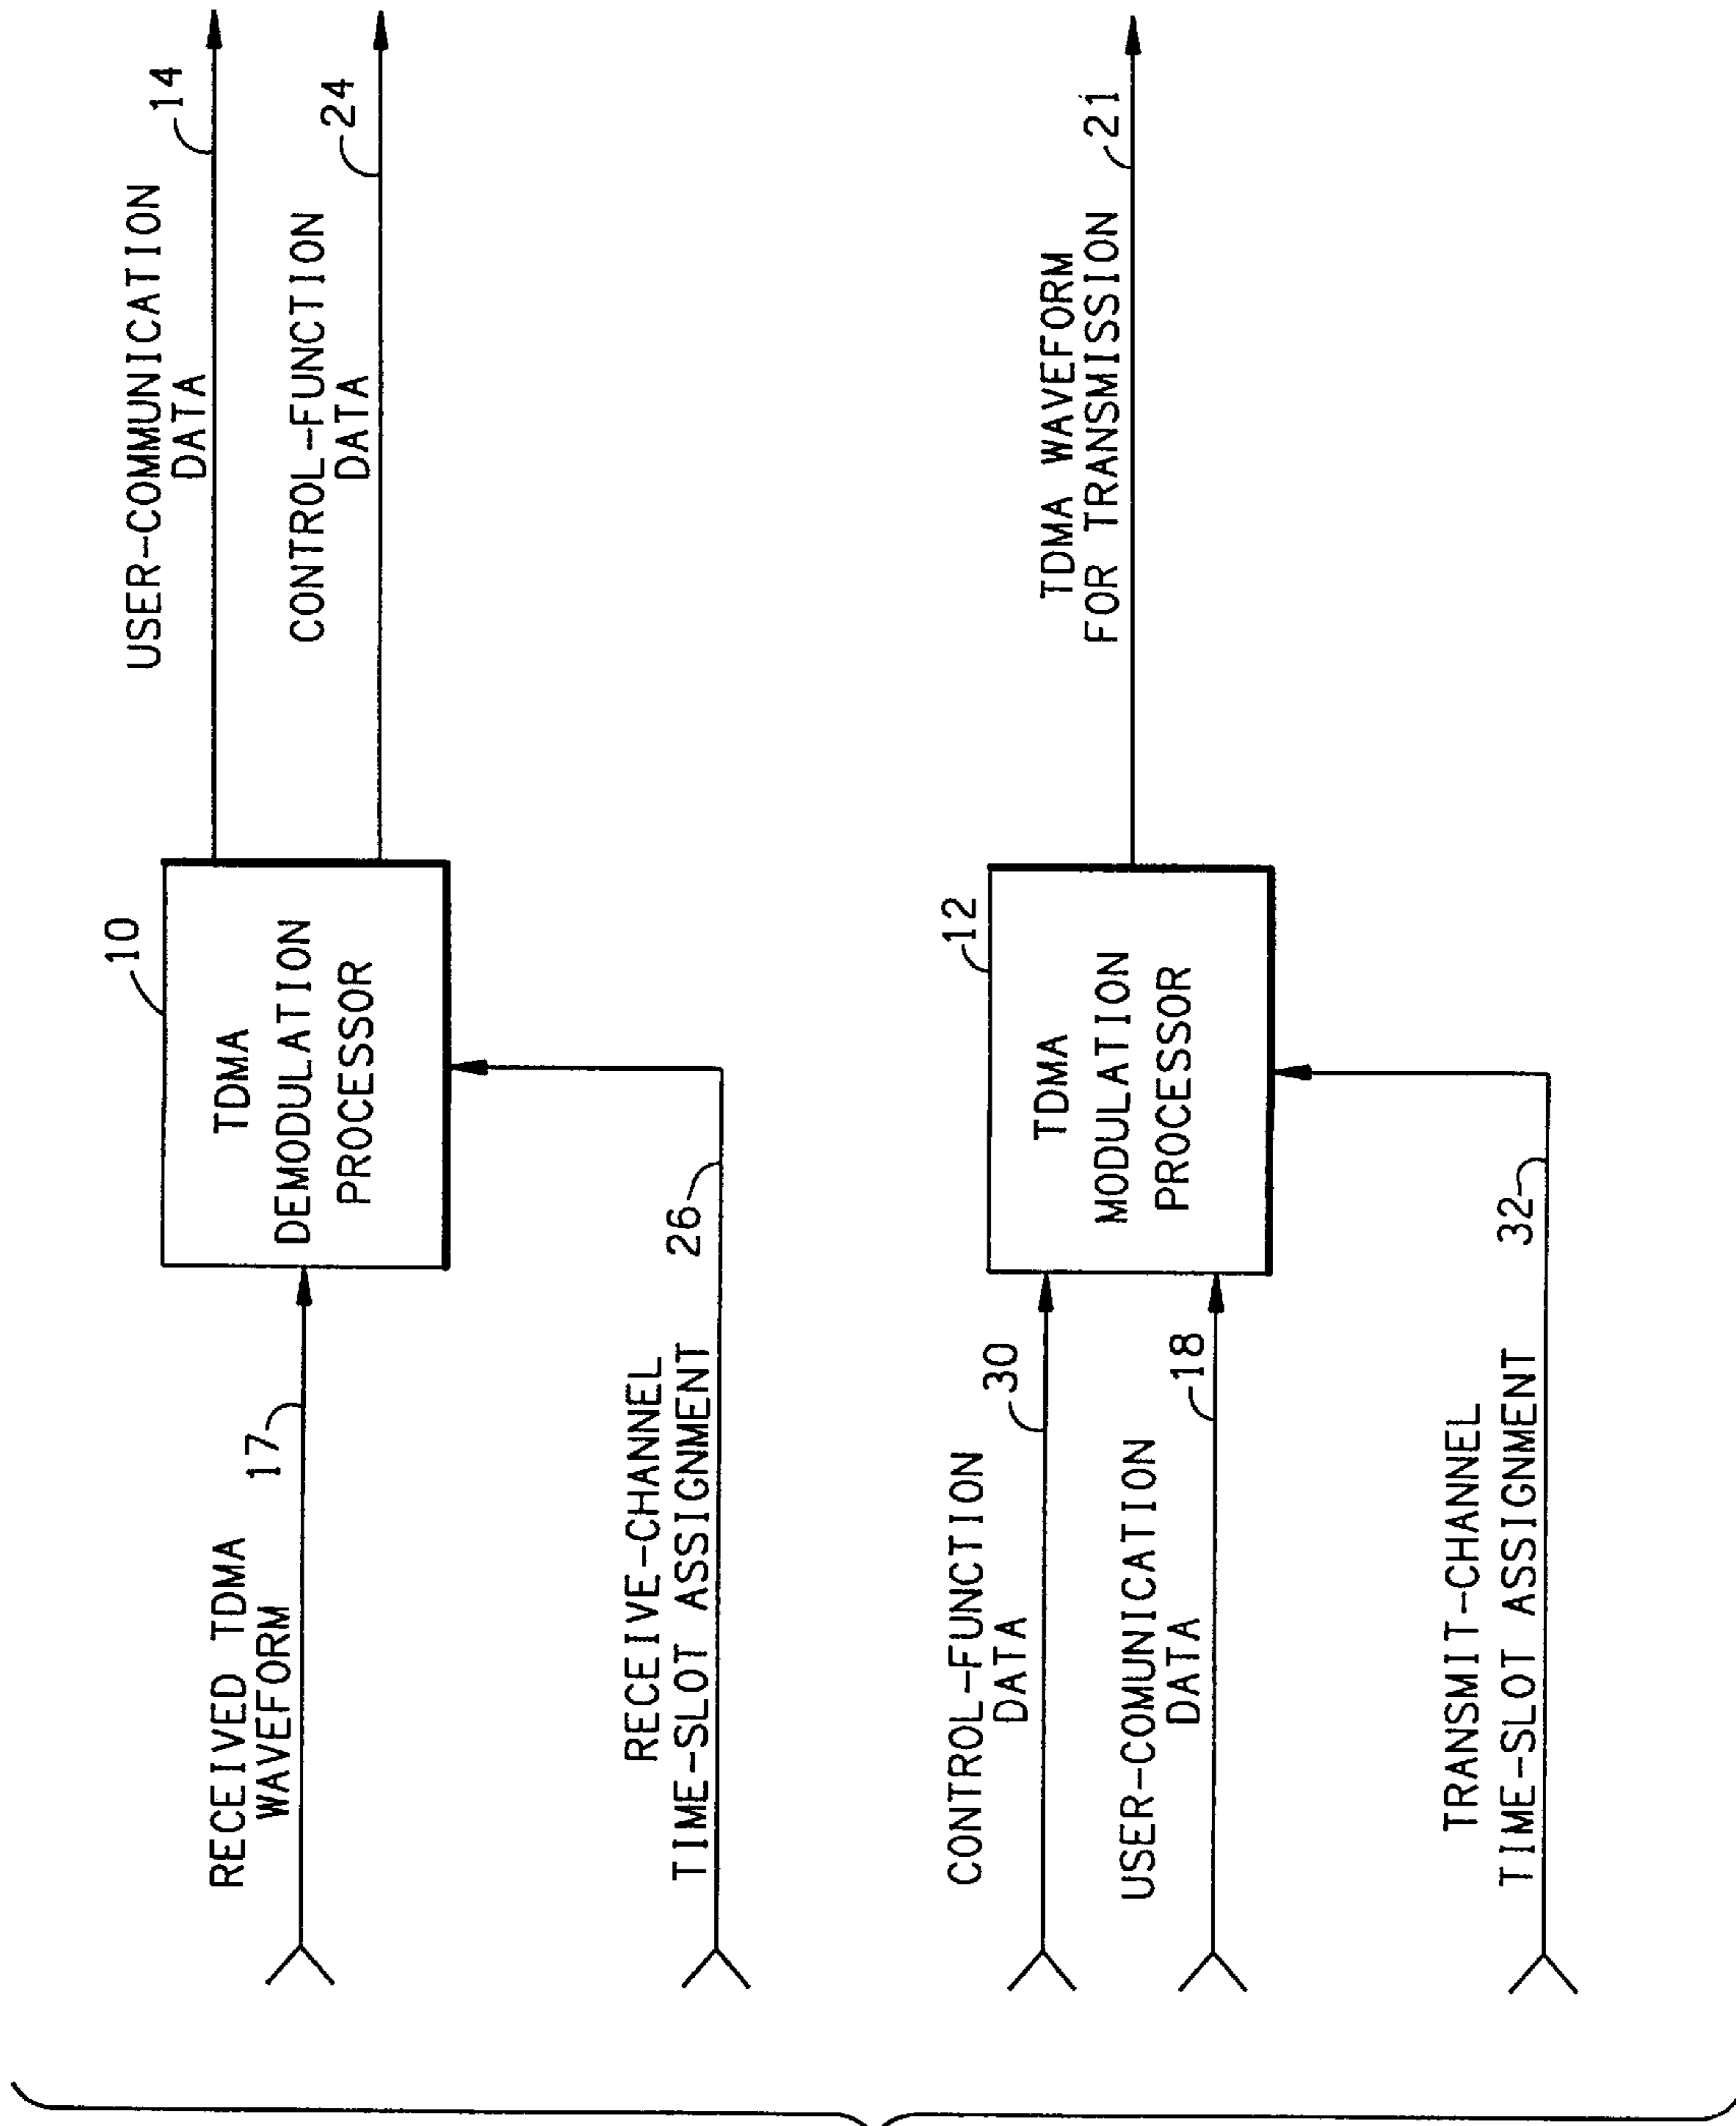 USER-COMMUNICATION
DATA
14
CONTROL-FUNCTION
DATA
24
10
TDMA
DEMODULATION
PROCESSOR
RECEIVED TDMA
WAVEFORM
17
RECEIVE-CHANNEL
TIME-SLOT ASSIGNMENT
26
TDMA WAVEFORM
FOR TRANSMISSION
21
12
TDMA
MODULATION
PROCESSOR
CONTROL-FUNCTION
DATA
30
USER-COMUNICATION
DATA
18
TRANSMIT-CHANNEL
TIME-SLOT ASSIGNMENT
32